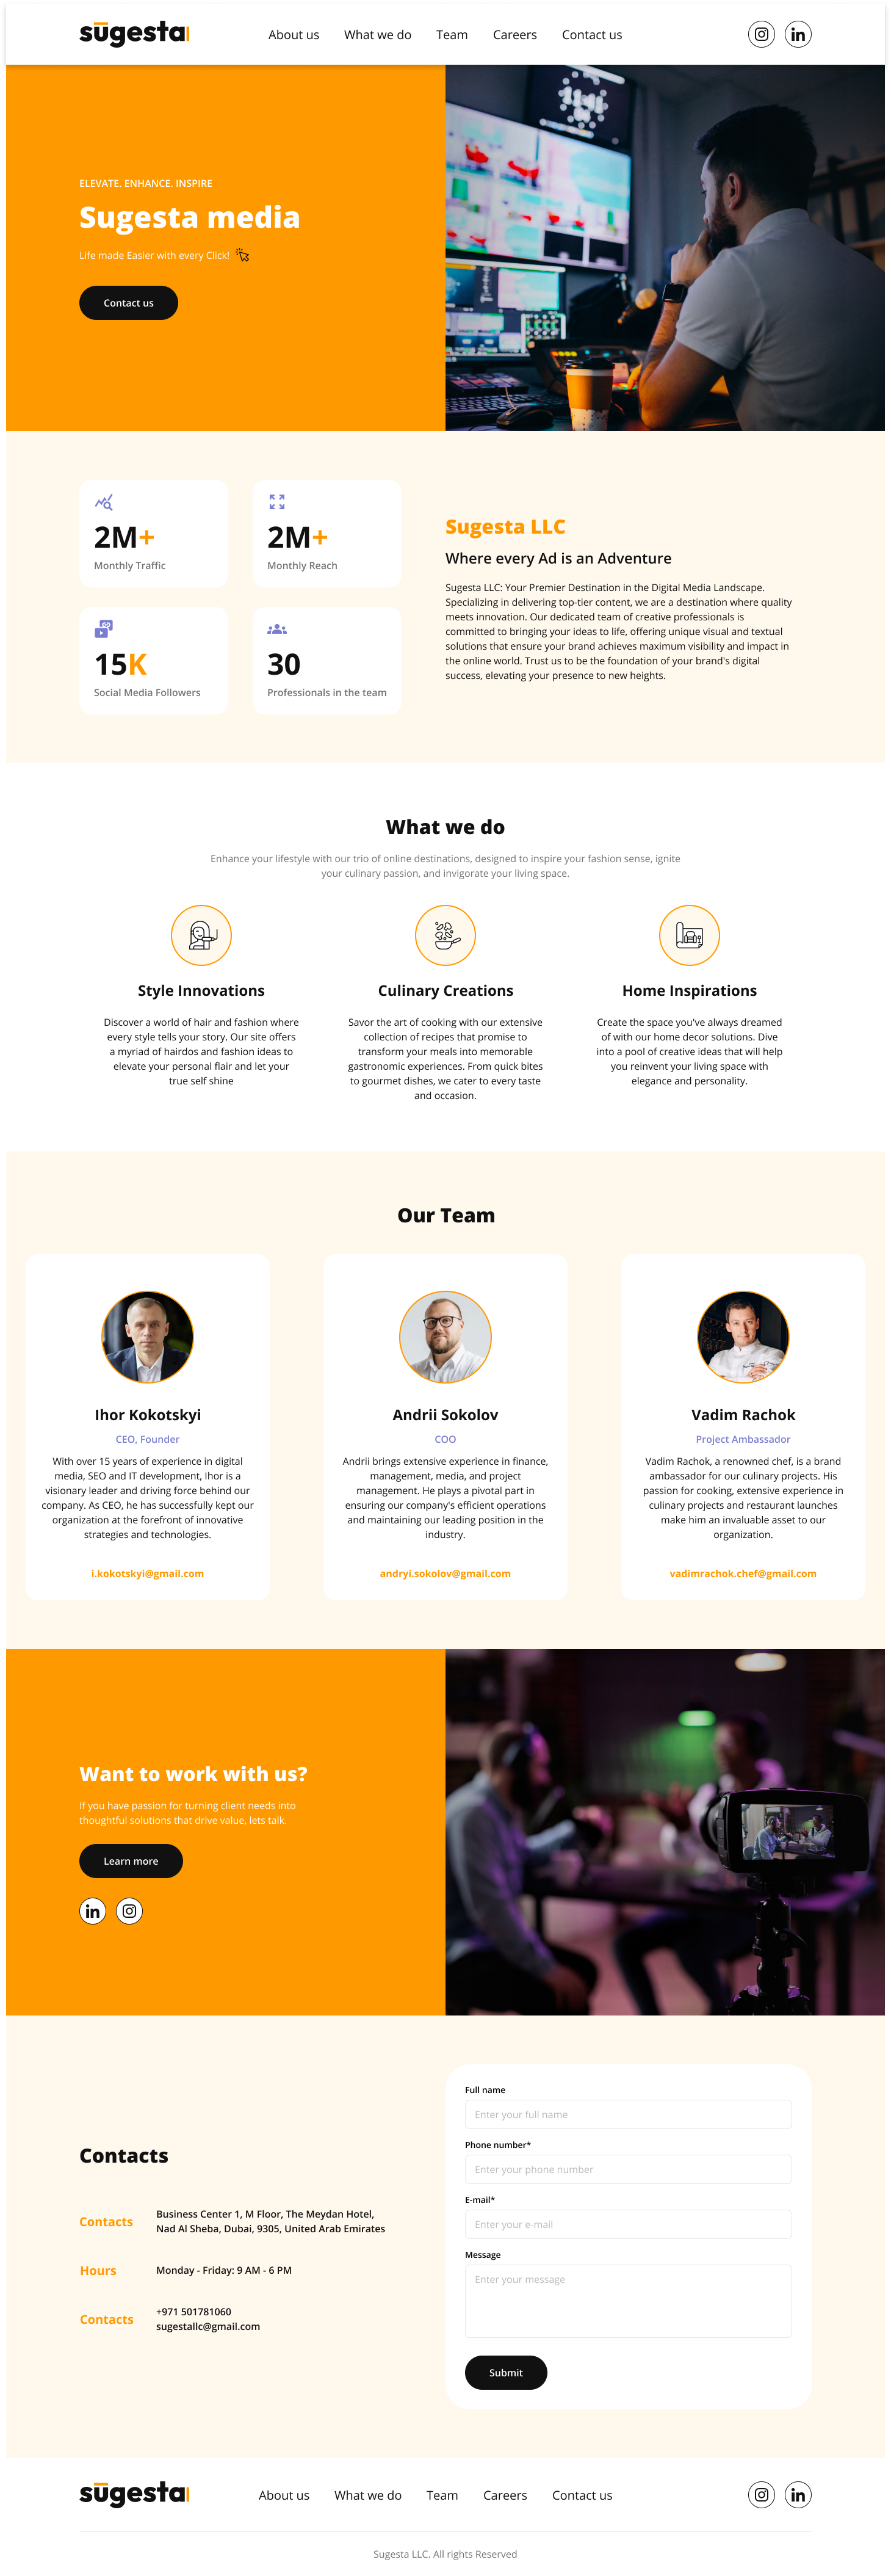 sūgesta
About us What we do Team Careers Contact us
ELEVATE. ENHANCE. INSPIRE
Sugesta media
Life made Easier with every Click!
Contact us
2M+
Monthly Traffic
2M+
Monthly Reach
15K
Social Media Followers
30
Professionals in the team
Sugesta LLC
Where every Ad is an Adventure
Sugesta LLC: Your Premier Destination in the Digital Media Landscape.
Specializing in delivering top-tier content, we are a destination where quality
meets innovation. Our dedicated team of creative professionals is
committed to bringing your ideas to life, offering unique visual and textual
solutions that ensure your brand achieves maximum visibility and impact in
the online world. Trust us to be the foundation of your brand's digital
success, elevating your presence to new heights.
What we do
Enhance your lifestyle with our trio of online destinations, designed to inspire your fashion sense, ignite
your culinary passion, and invigorate your living space.
Style Innovations
Discover a world of hair and fashion where
every style tells your story. Our site offers
a myriad of hairdos and fashion ideas to
elevate your personal flair and let your
true self shine
Culinary Creations
Savor the art of cooking with our extensive
collection of recipes that promise to
transform your meals into memorable
gastronomic experiences. From quick bites
to gourmet dishes, we cater to every taste
and occasion.
Home Inspirations
Create the space you've always dreamed
of with our home decor solutions. Dive
into a pool of creative ideas that will help
you reinvent your living space with
elegance and personality.
Our Team
Ihor Kokotskyi
CEO, Founder
With over 15 years of experience in digital
media, SEO and IT development, Ihor is a
visionary leader and driving force behind our
company. As CEO, he has successfully kept our
organization at the forefront of innovative
strategies and technologies.
i.kokotskyi@gmail.com
Andrii Sokolov
COO
Andrii brings extensive experience in finance,
management, media, and project
management. He plays a pivotal part in
ensuring our company's efficient operations
and maintaining our leading position in the
industry.
andryi.sokolov@gmail.com
Vadim Rachok
Project Ambassador
Vadim Rachok, a renowned chef, is a brand
ambassador for our culinary projects. His
passion for cooking, extensive experience in
culinary projects and restaurant launches
make him an invaluable asset to our
organization.
vadimrachok.chef@gmail.com
Want to work with us?
If you have passion for turning client needs into
thoughtful solutions that drive value, lets talk.
Learn more
in
Contacts
Contacts
Business Center 1, M Floor, The Meydan Hotel,
Nad Al Sheba, Dubai, 9305, United Arab Emirates
Hours
Monday - Friday: 9 AM - 6 PM
Contacts
+971 501781060
sugestallc@gmail.com
Full name
Enter your full name
Phone number*
Enter your phone number
E-mail*
Enter your e-mail
Message
Enter your message
Submit
sūgesta
About us What we do Team Careers Contact us
in
Sugesta LLC. All rights Reserved